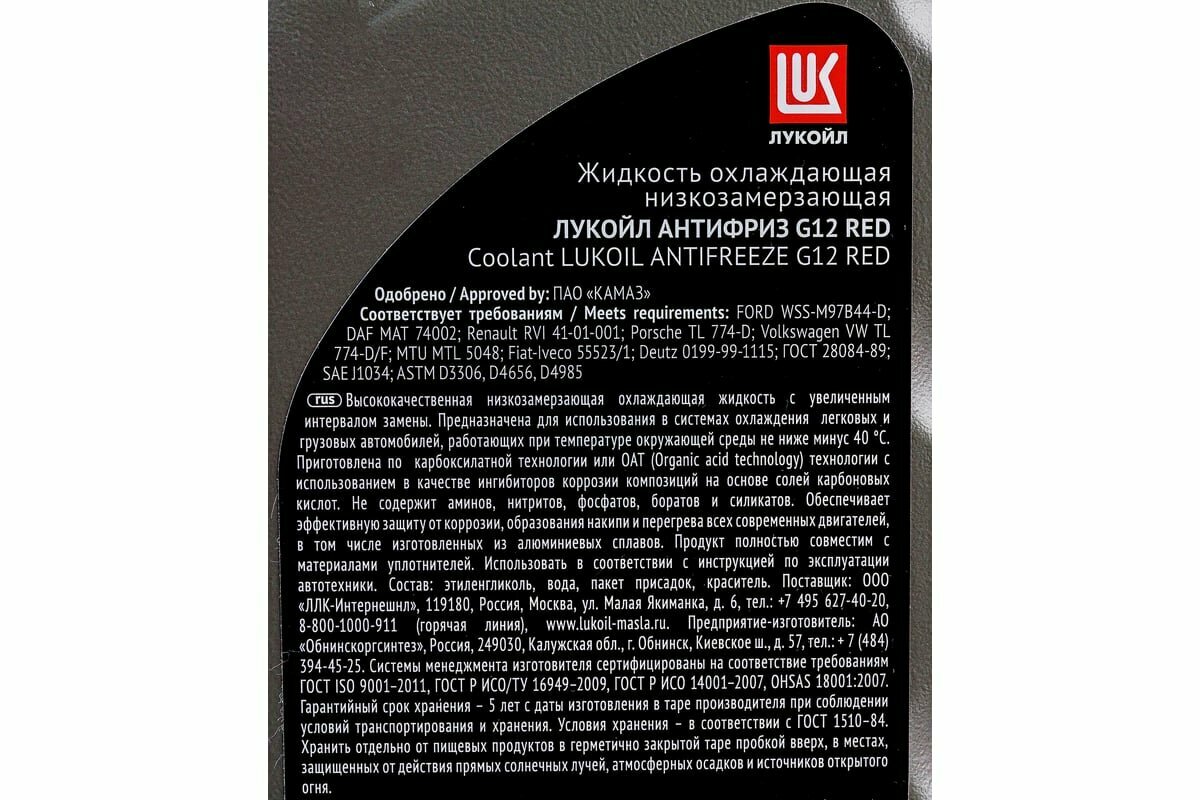 LUK
ЛУКОЙЛ
Жидкость охлаждающая
низкозамерзающая
ЛУКОЙЛ АНТИФРИЗ G12 RED
Coolant LUKOIL ANTIFREEZE G12 RED
Одобрено / Approved by: ПАО «КАМАЗ»
Соответствует требованиям / Meets requirements: FORD WSS-M97B44-D;
DAF MAT 74002; Renault RVI 41-01-001; Porsche TL 774-D; Volkswagen VW TL
774-D/F; MTU MTL 5048; Fiat-Iveco 55523/1; Deutz 0199-99-1115; ГОСТ 28084-89;
SAE J1034; ASTM D3306, D4656, D4985
rus Высококачественная низкозамерзающая охлаждающая жидкость с увеличенным
интервалом замены. Предназначена для использования в системах охлаждения легковых и
грузовых автомобилей, работающих при температуре окружающей среды не ниже минус 40 °C.
Приготовлена по карбоксилатной технологии или OAT (Organic acid technology) технологии с
использованием в качестве ингибиторов коррозии композиций на основе солей карбоновых
кислот. Не содержит аминов, нитритов, фосфатов, боратов и силикатов. Обеспечивает
эффективную защиту от коррозии, образования накипи и перегрева всех современных двигателей,
в том числе изготовленных из алюминиевых сплавов. Продукт полностью совместим с
материалами уплотнителей. Использовать в соответствии с инструкцией по эксплуатации
автотехники. Состав: этиленгликоль, вода, пакет присадок, краситель. Поставщик: ООО
«ЛЛК-Интернешнл», 119180, Россия, Москва, ул. Малая Якиманка, д. 6, тел.: +7 495 627-40-20,
8-800-1000-911 (горячая линия), www.lukoil-masla.ru. Предприятие-изготовитель: АО
«Обнинскоргсинтез», Россия, 249030, Калужская обл., г. Обнинск, Киевское ш., д. 57, тел.: + 7 (484)
394-45-25. Системы менеджмента изготовителя сертифицированы на соответствие требованиям
ГОСТ ISO 9001–2011, ГОСТ Р ИСО/ТУ 16949–2009, ГОСТ Р ИСО 14001–2007, OHSAS 18001:2007.
Гарантийный срок хранения – 5 лет с даты изготовления в таре производителя при соблюдении
условий транспортирования и хранения. Условия хранения – в соответствии с ГОСТ 1510–84.
Хранить отдельно от пищевых продуктов в герметично закрытой таре пробкой вверх, в местах,
защищенных от действия прямых солнечных лучей, атмосферных осадков и источников открытого
огня.